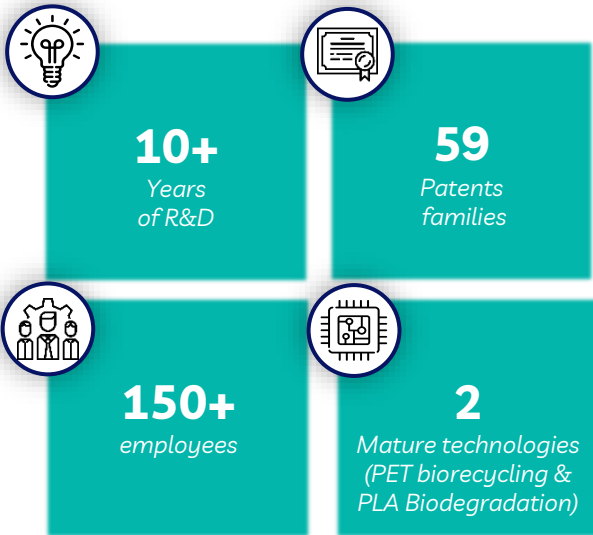 10+
Years
of R&D
59
Patents
families
150+
employees
2
Mature technologies
(PET biorecycling &
PLA Biodegradation)